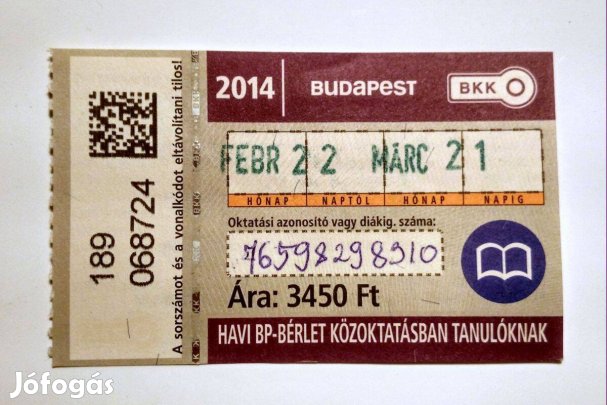 A sorszámot és a vonalkódot eltávolítani tilos!
189
068724
2014
BUDAPEST
BKK
FEBR 22 MÁRC 21
HÓNAP NAPTÓL HÓNAP NAPIG
Oktatási azonosító vagy diákig. száma:
76598298910
Ára: 3450 Ft
HAVI BP-BÉRLET KÖZOKTATÁSBAN TANULÓKNAK
Jófogás